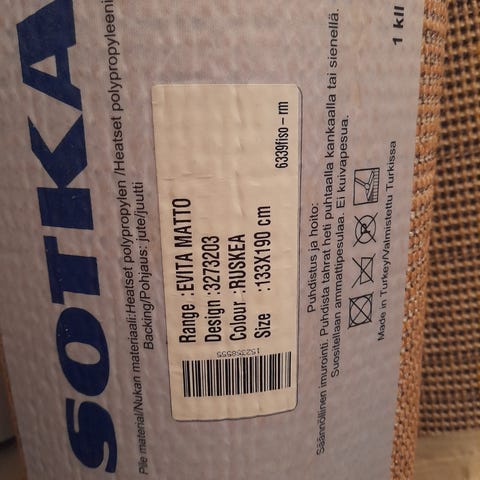 SOTKA
Pile material/Nukan materiaali:Heatset polypropylen /Heatset polypropyleeni
Backing/Pohjaus: jute/juutti
Range :EVITA MATTO
Design :3273203
Colour :RUSKEA
Size :133X190 cm
6339fiso - rm
Puhdistus ja hoito:
Säännöllinen imurointi. Puhdista tahrat heti puhtaalla kankaalla tai sienellä.
Suositellaan ammattipesulaa. Ei kuivapesua.
Made in Turkey/Valmistettu Turkissa
1 kll